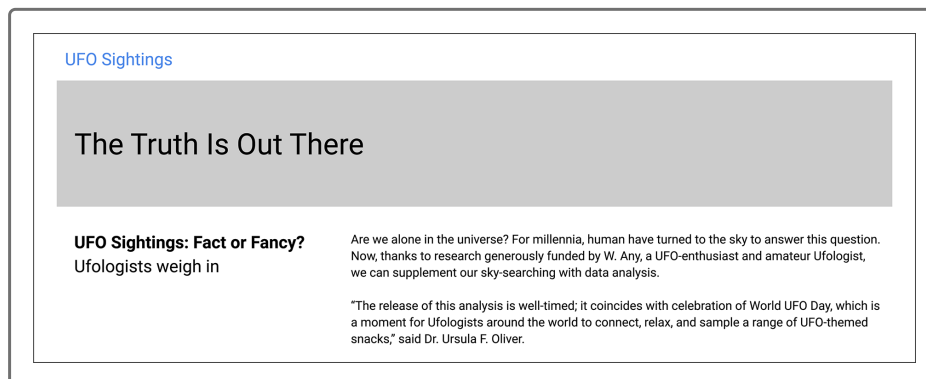 UFO Sightings
The Truth Is Out There
UFO Sightings: Fact or Fancy?
Ufologists weigh in
Are we alone in the universe? For millennia, human have turned to the sky to answer this question.
Now, thanks to research generously funded by W. Any, a UFO-enthusiast and amateur Ufologist,
we can supplement our sky-searching with data analysis.
“The release of this analysis is well-timed; it coincides with celebration of World UFO Day, which is
a moment for Ufologists around the world to connect, relax, and sample a range of UFO-themed
snacks,” said Dr. Ursula F. Oliver.